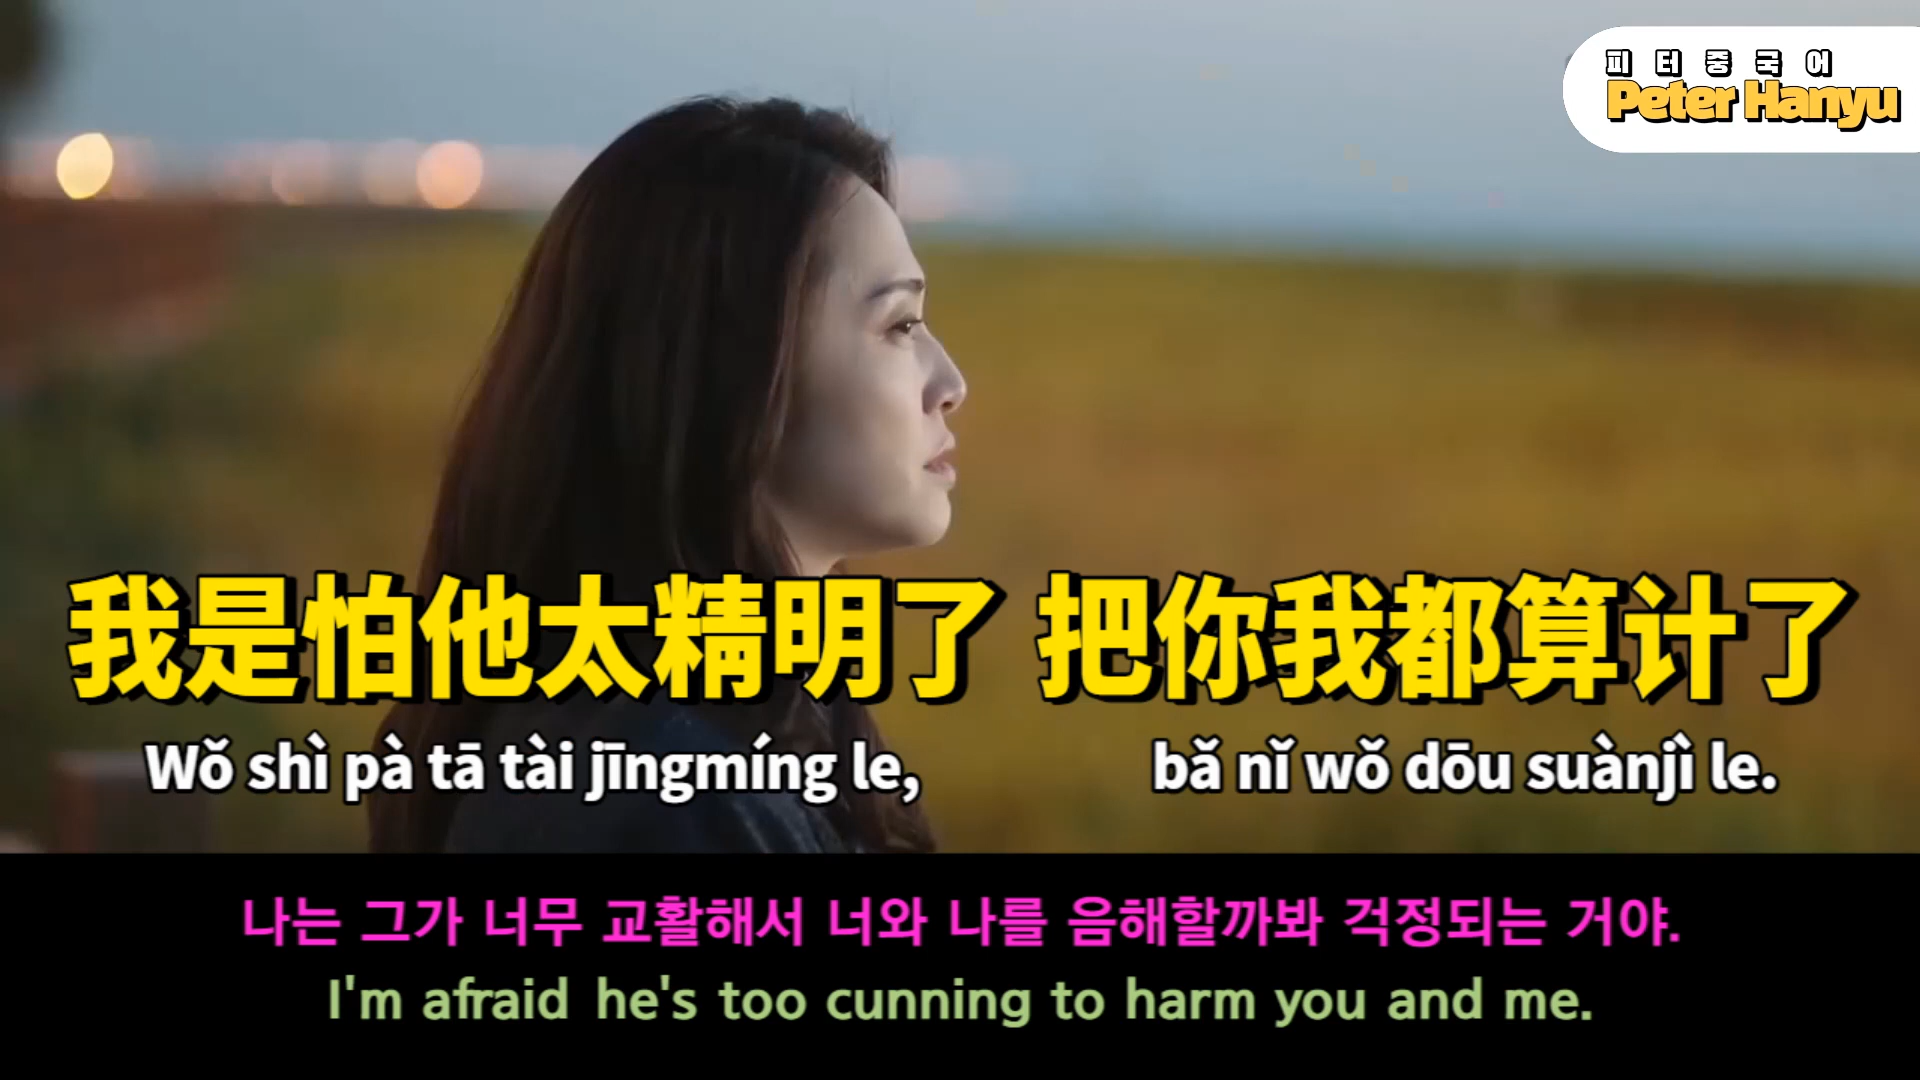 피터중국어
Peter Hanyu
我是怕他太精明了 把你我都算计了
Wǒ shì pà tā tài jīngmíng le, bǎ nǐ wǒ dōu suànjì le.
나는 그가 너무 교활해서 너와 나를 음해할까봐 걱정되는 거야.
I'm afraid he's too cunning to harm you and me.